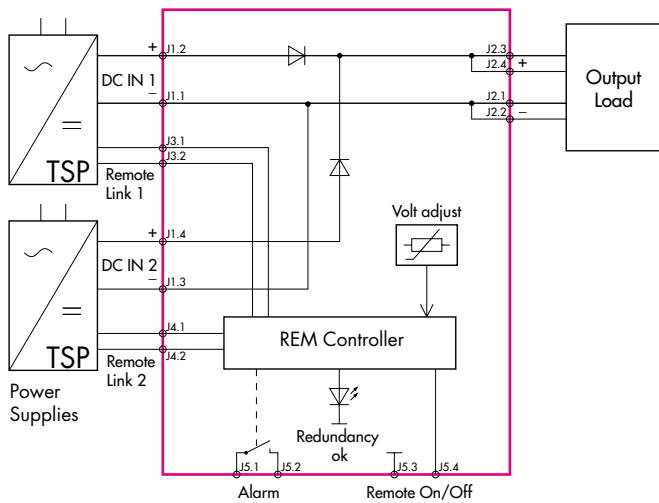 +
J1.2
J2.3
J2.4
+
DC IN 1
Output
Load
–
J1.1
J2.1
J2.2
–
J3.1
J3.2
TSP
Remote
Link 1
Volt adjust
+
J1.4
DC IN 2
–
J1.3
J4.1
REM Controller
TSP
Remote
Link 2
J4.2
Power
Supplies
Redundancy
ok
J5.1
J5.2
J5.3
J5.4
Alarm
Remote On/Off